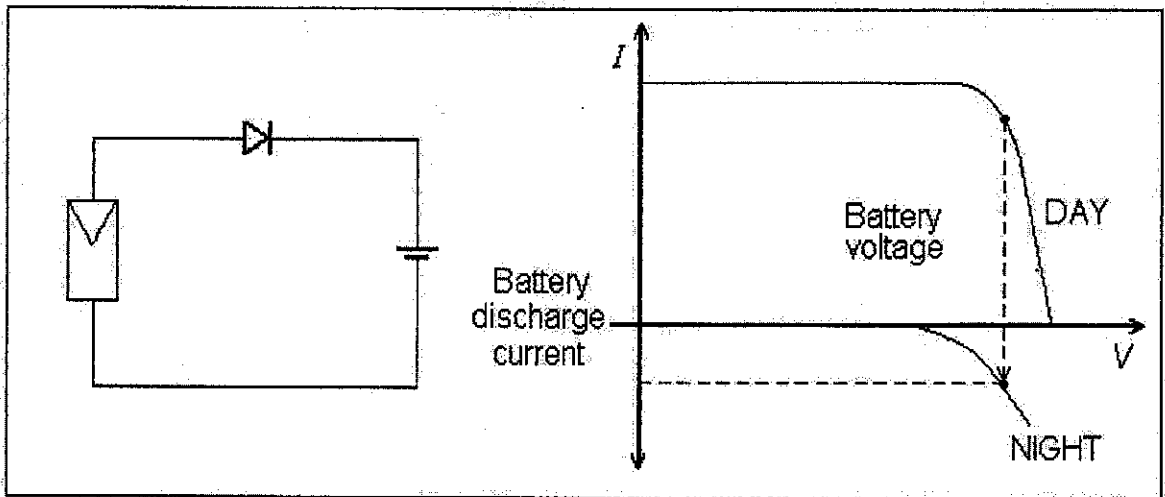 I
Battery
voltage
DAY
Battery
discharge
current
V
NIGHT